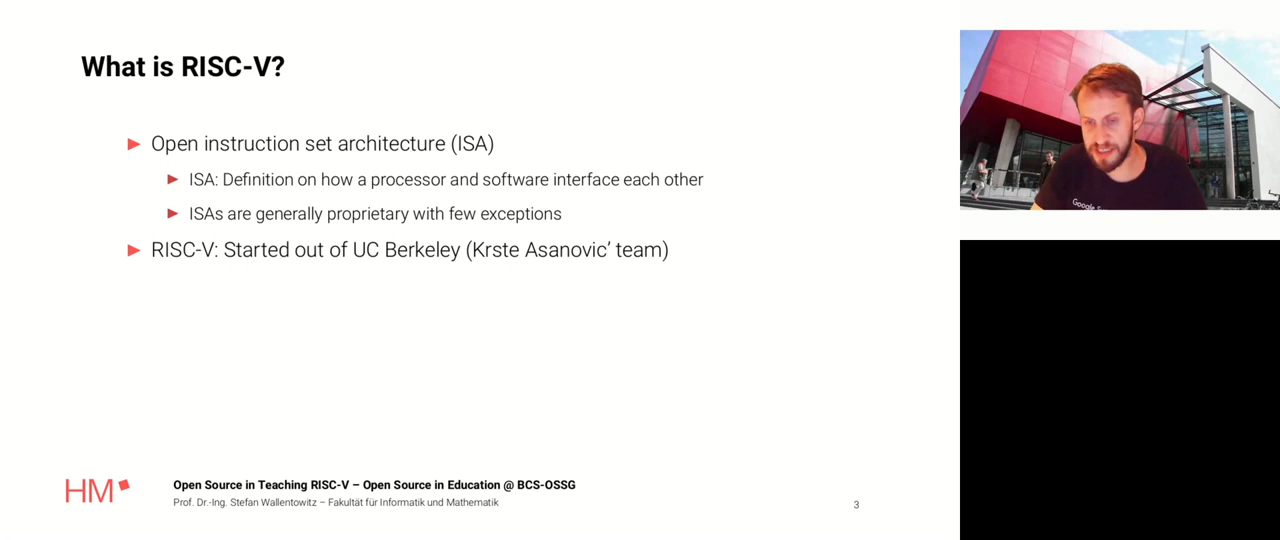 What is RISC-V?
Open instruction set architecture (ISA)
ISA: Definition on how a processor and software interface each other
ISAs are generally proprietary with few exceptions
RISC-V: Started out of UC Berkeley (Krste Asanovic’ team)
HM
Open Source in Teaching RISC-V – Open Source in Education @ BCS-OSSG
Prof. Dr.-Ing. Stefan Wallentowitz – Fakultät für Informatik und Mathematik
3
Google